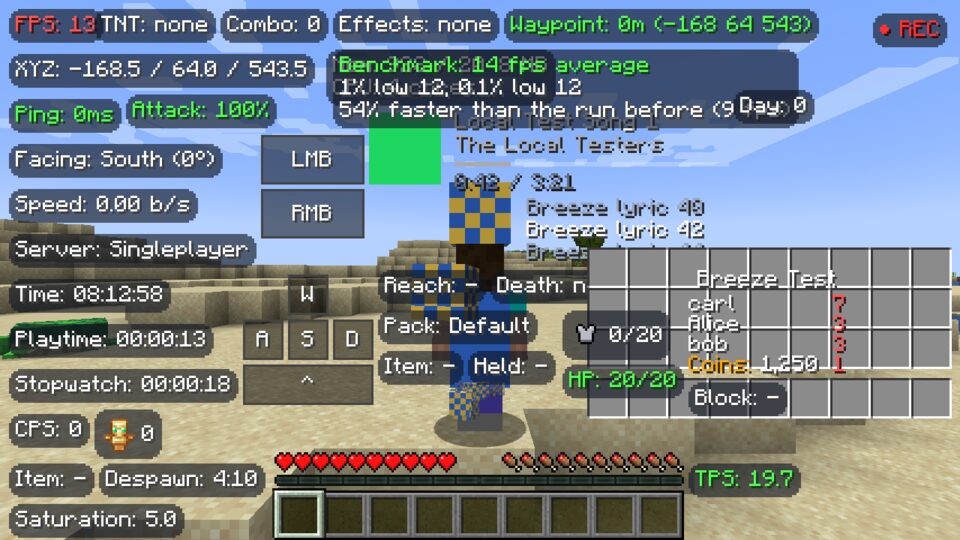 FPS: 13 TNT: none Combo: 0 Effects: none Waypoint: 0m (-168 64 543) REC
XYZ: -168.5 / 64.0 / 543.5
Benchmark: 14 fps average
1% low 12, 0.1% low 12
54% faster than the run before (9
Day: 0
Ping: 0ms Attack: 100%
Local Test Song 1
The Local Testers
Facing: South (0°)
LMB
0:42 / 3:21
Speed: 0.00 b/s
RMB
Breeze lyric 40
Breeze lyric 42
Breeze
Server: Singleplayer
Breeze Test
Reach: - Death: n
Time: 08:12:58
W
carl 7
Alice 3
bob 3
Coins: 1,250 1
Pack: Default
0/20
Playtime: 00:00:13
A S D
Item: - Held: -
HP: 20/20
Stopwatch: 00:00:18
^
Block: -
CPS: 0
0
Item: - Despawn: 4:10
TPS: 19.7
Saturation: 5.0